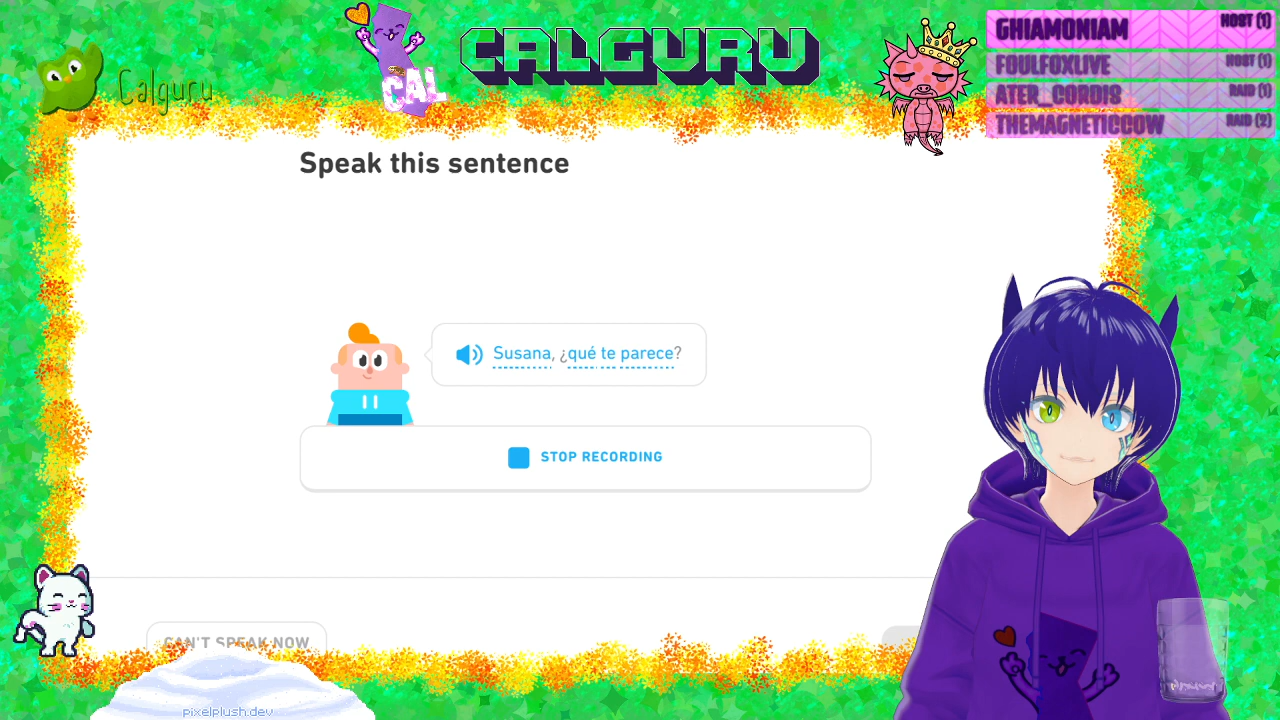 Calguru
CAL
CALGURU
GHIAMONIAM HOST (1)
FOULFOXLIVE HOST (1)
ATER_CORDIS RAID (1)
THEMAGNETICCOW RAID (2)
Speak this sentence
Susana, ¿qué te parece?
STOP RECORDING
CAN'T SPEAK NOW
pixelplush.dev